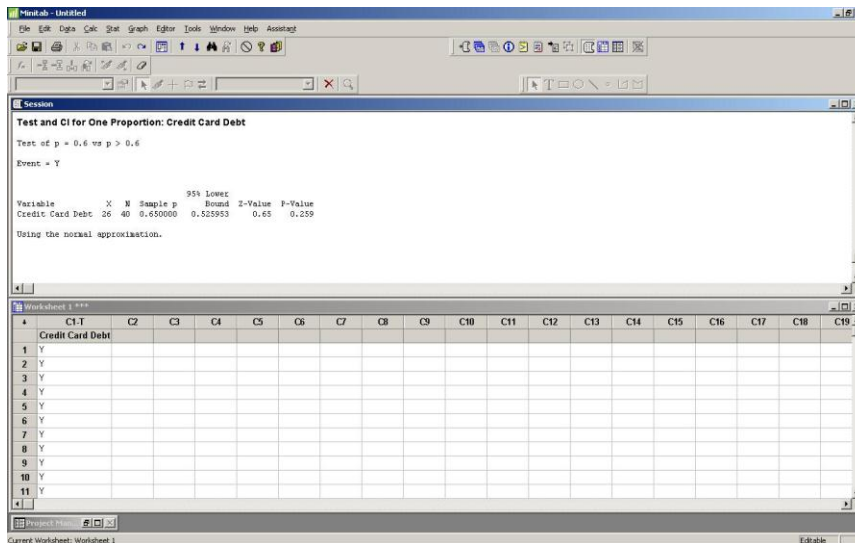 Minitab - Untitled
File Edit Data Calc Stat Graph Editor Tools Window Help Assistant
Session
Test and CI for One Proportion: Credit Card Debt
Test of p = 0.6 vs p > 0.6
Event = Y
95% Lower
Variable X N Sample p Bound Z-Value P-Value
Credit Card Debt 26 40 0.650000 0.525953 0.65 0.259
Using the normal approximation.
Worksheet 1 ***
C1-T C2 C3 C4 C5 C6 C7 C8 C9 C10 C11 C12 C13 C14 C15 C16 C17 C18 C19
Credit Card Debt
1 Y
2 Y
3 Y
4 Y
5 Y
6 Y
7 Y
8 Y
9 Y
10 Y
11 Y
Project Man...
Current Worksheet: Worksheet 1 Editable